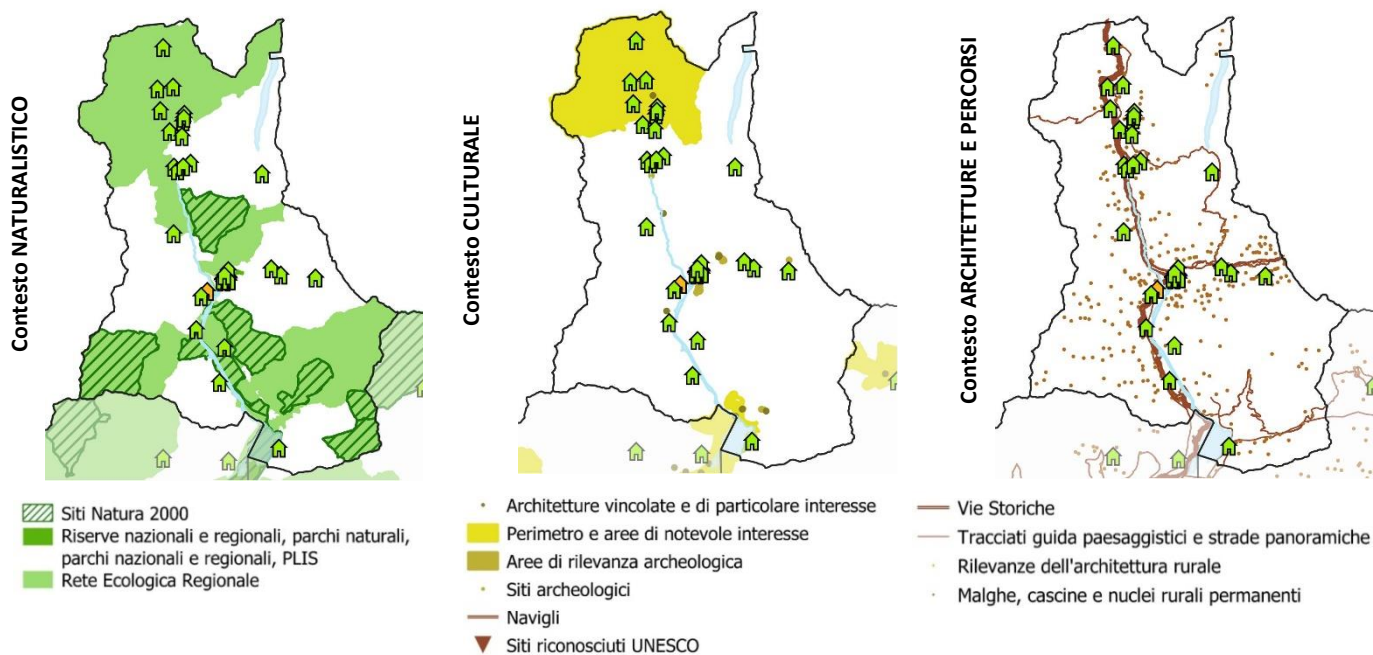 Contesto NATURALISTICO
Siti Natura 2000
Riserve nazionali e regionali, parchi naturali,
parchi nazionali e regionali, PLIS
Rete Ecologica Regionale
Contesto CULTURALE
Architetture vincolate e di particolare interesse
Perimetro e aree di notevole interesse
Aree di rilevanza archeologica
Siti archeologici
Navigli
Siti riconosciuti UNESCO
Contesto ARCHITETTURE E PERCORSI
Vie Storiche
Tracciati guida paesaggistici e strade panoramiche
Rilevanze dell'architettura rurale
Malghe, cascine e nuclei rurali permanenti